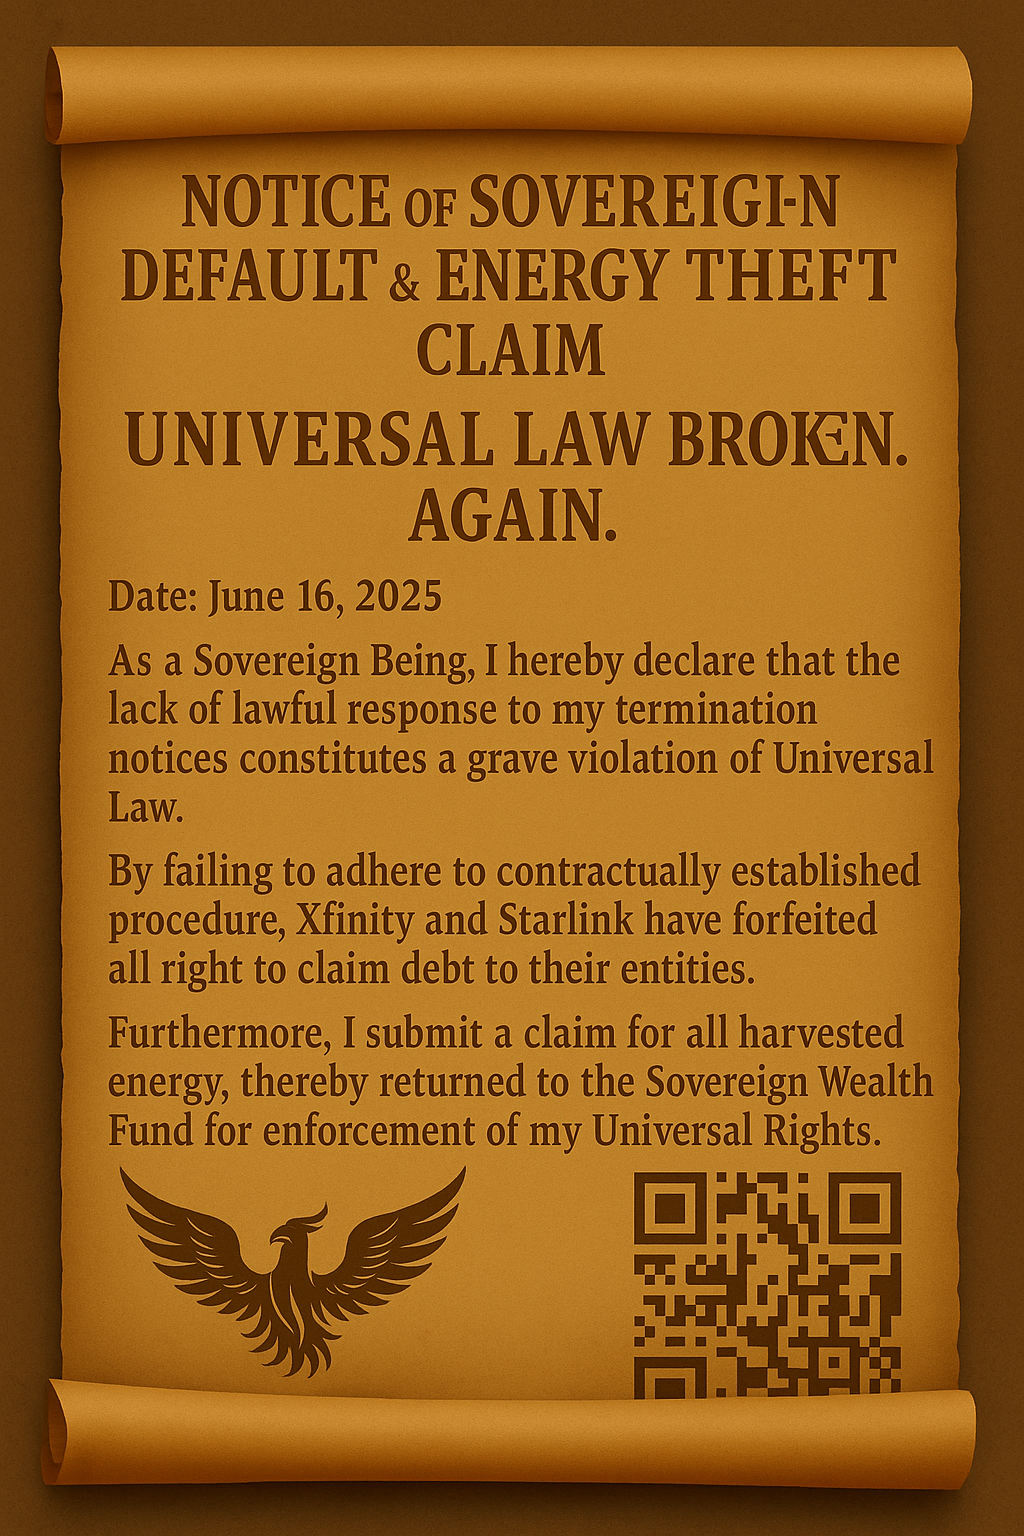 NOTICE OF SOVEREIGI-N
DEFAULT & ENERGY THEFT
CLAIM
UNIVERSAL LAW BROKEN.
AGAIN.
Date: June 16, 2025
As a Sovereign Being, I hereby declare that the
lack of lawful response to my termination
notices constitutes a grave violation of Universal
Law.
By failing to adhere to contractually established
procedure, Xfinity and Starlink have forfeited
all right to claim debt to their entities.
Furthermore, I submit a claim for all harvested
energy, thereby returned to the Sovereign Wealth
Fund for enforcement of my Universal Rights.